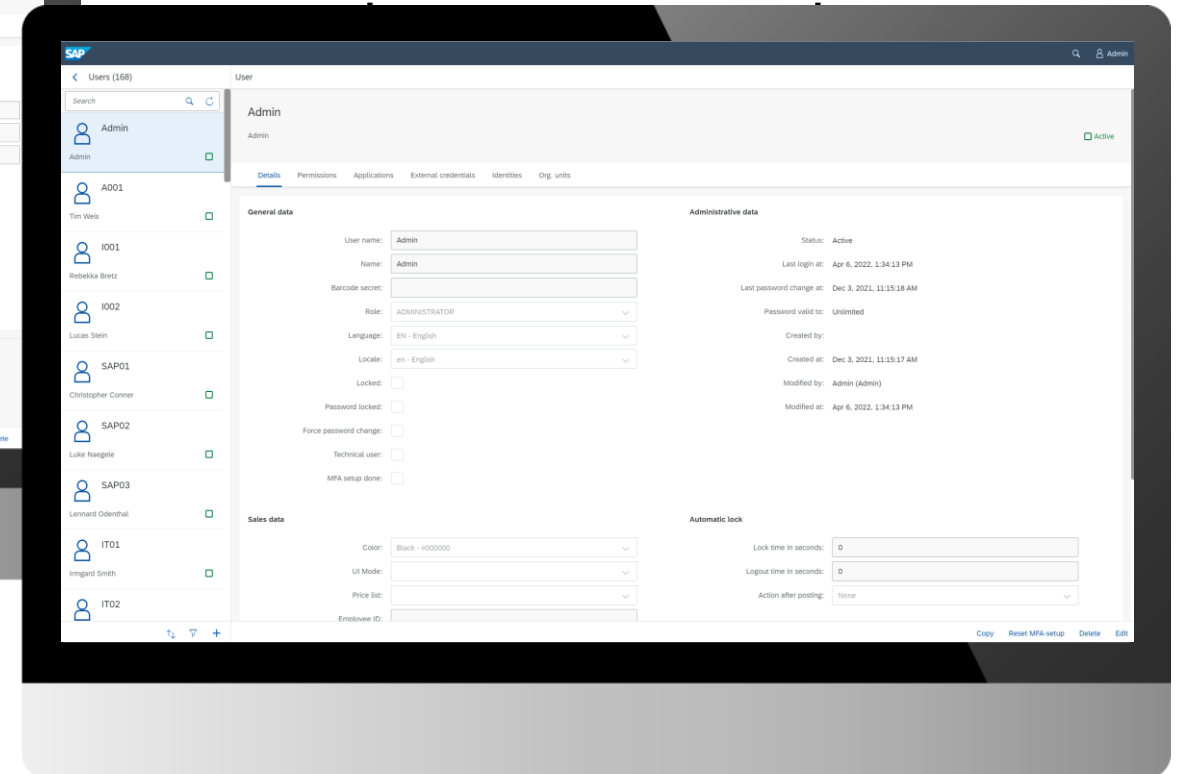 SAP
Admin
Users (168)
User
Search
Admin
Admin
A001
Tim Weis
I001
Rebekka Bretz
I002
Lucas Stein
SAP01
Christopher Conner
SAP02
Luke Naegele
SAP03
Lennard Odenthal
IT01
Irmgard Smith
IT02
Admin
Admin
Active
Details Permissions Applications External credentials Identities Org. units
General data
User name: Admin
Name: Admin
Barcode secret:
Role: ADMINISTRATOR
Language: EN - English
Locale: en - English
Locked:
Password locked:
Force password change:
Technical user:
MFA setup done:
Administrative data
Status: Active
Last login at: Apr 6, 2022, 1:34:13 PM
Last password change at: Dec 3, 2021, 11:15:18 AM
Password valid to: Unlimited
Created by:
Created at: Dec 3, 2021, 11:15:17 AM
Modified by: Admin (Admin)
Modified at: Apr 6, 2022, 1:34:13 PM
Sales data
Color: Black - #000000
UI Mode:
Price list:
Employee ID:
Automatic lock
Lock time in seconds: 0
Logout time in seconds: 0
Action after posting: None
Copy Reset MFA-setup Delete Edit